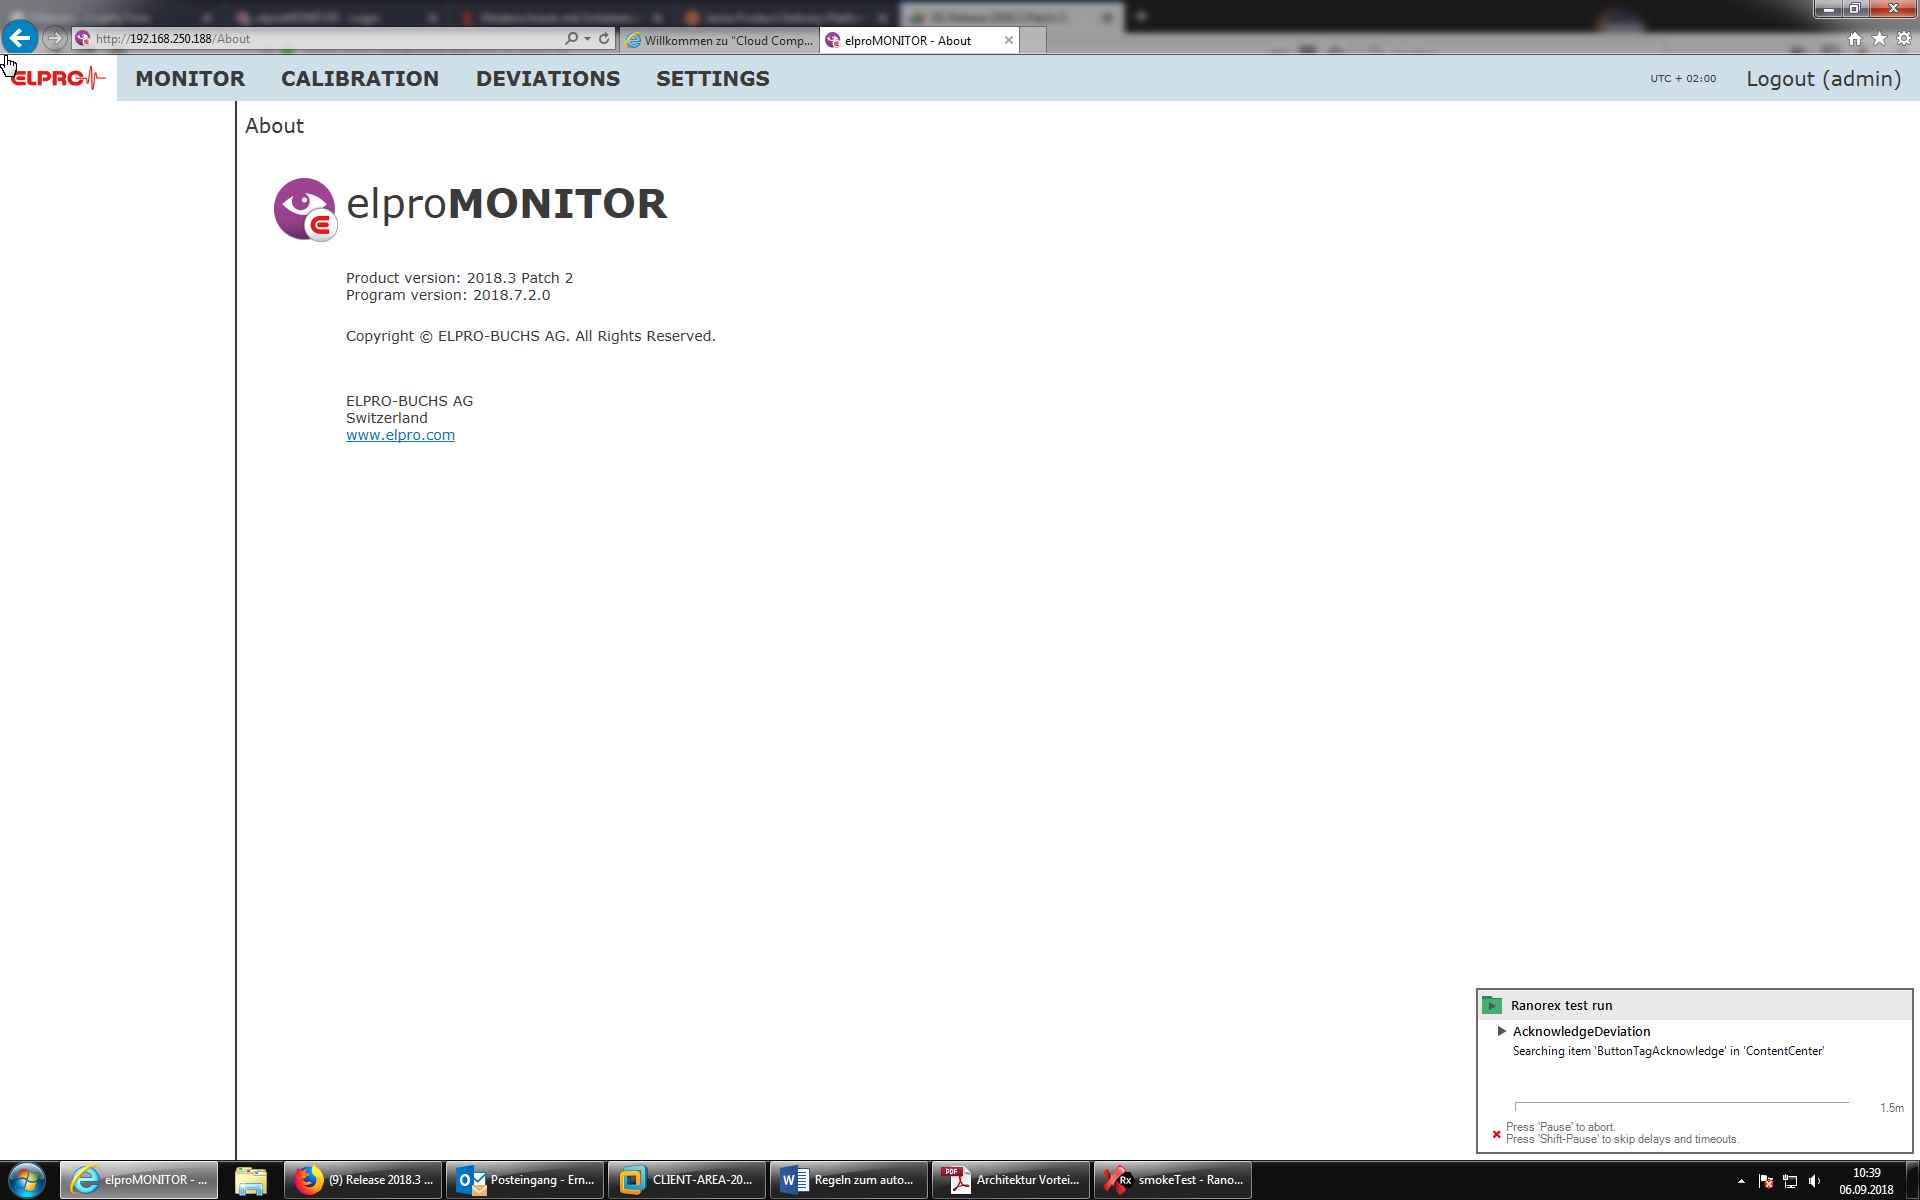 http://192.168.250.188/About
Willkommen zu "Cloud Comp...
elproMONITOR - About
ELPRO
MONITOR
CALIBRATION
DEVIATIONS
SETTINGS
UTC + 02:00
Logout (admin)
About
elproMONITOR
Product version: 2018.3 Patch 2
Program version: 2018.7.2.0
Copyright © ELPRO-BUCHS AG. All Rights Reserved.
ELPRO-BUCHS AG
Switzerland
www.elpro.com
Ranorex test run
AcknowledgeDeviation
Searching item 'ButtonTagAcknowledge' in 'ContentCenter'
1.5m
Press 'Pause' to abort.
Press 'Shift-Pause' to skip delays and timeouts.
elproMONITOR - ...
(9) Release 2018.3 ...
Posteingang - Ern...
CLIENT-AREA-20...
Regeln zum auto...
Architektur Vortei...
smokeTest - Rano...
10:39
06.09.2018